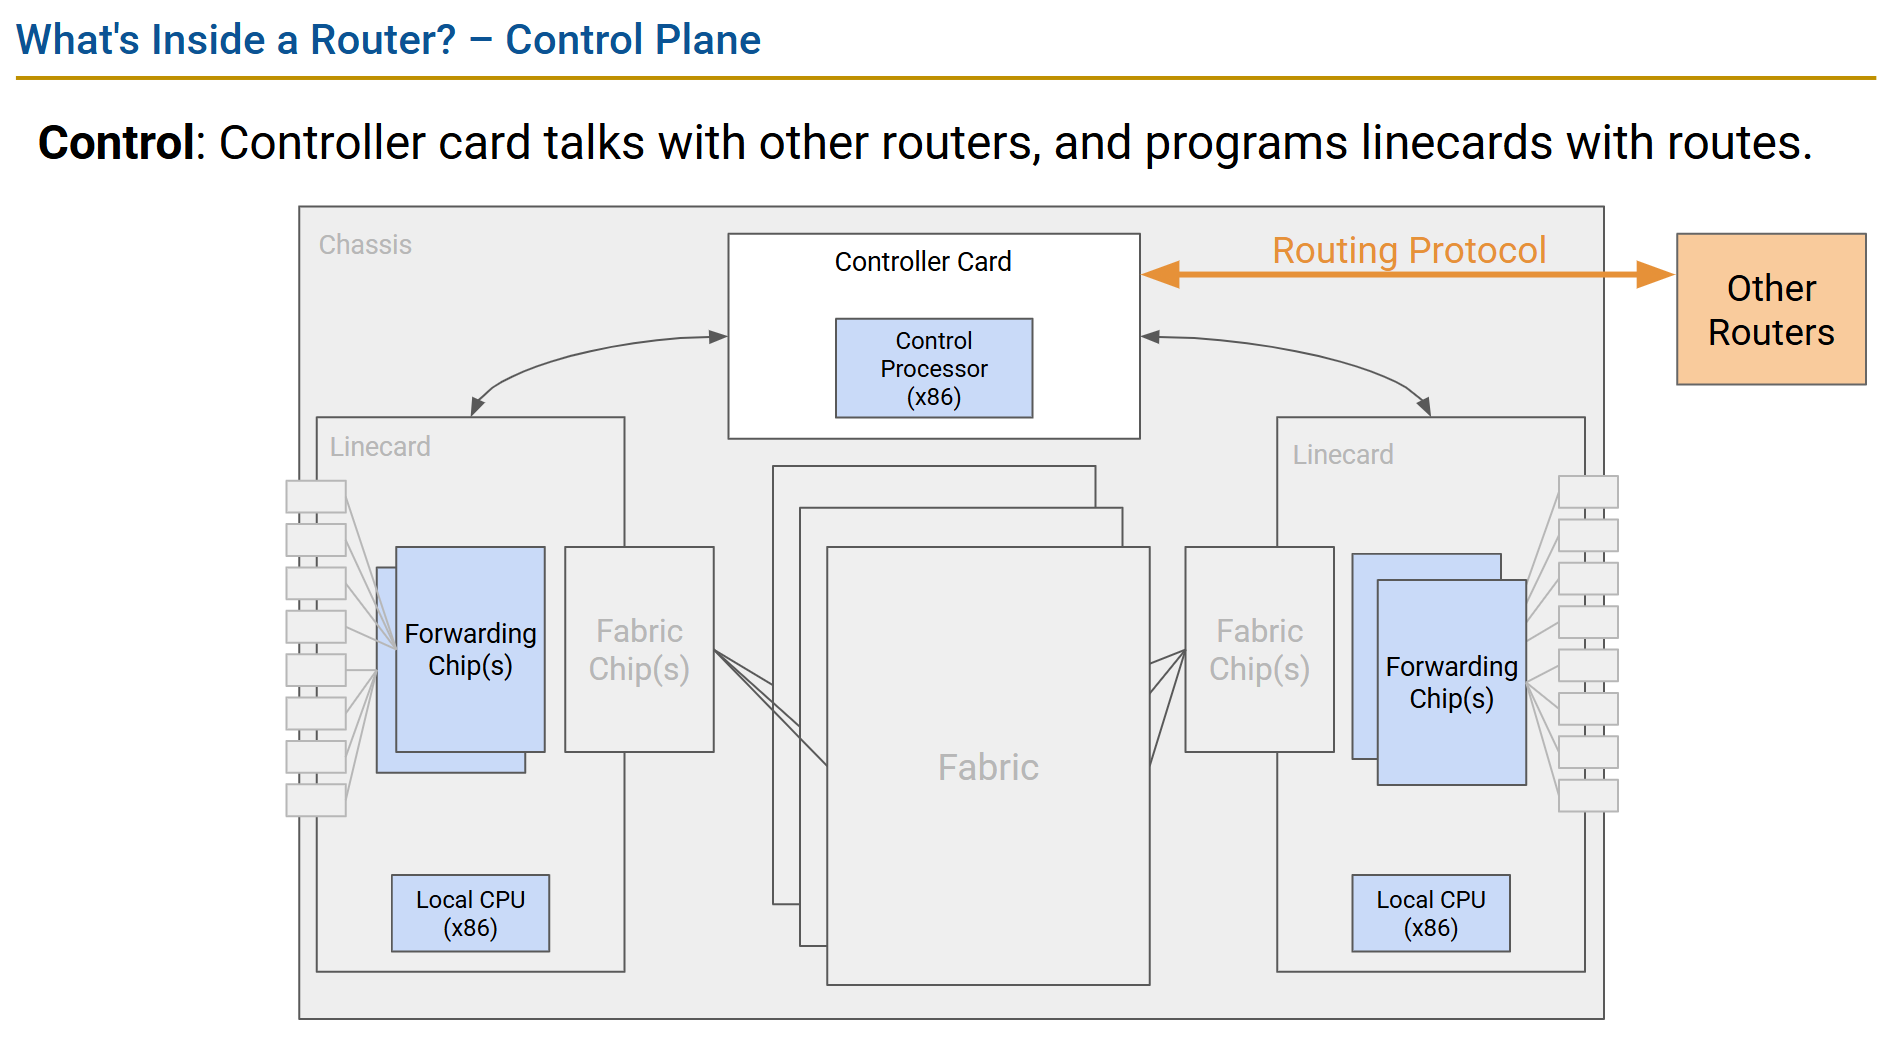 What's Inside a Router? – Control Plane
Control: Controller card talks with other routers, and programs linecards with routes.
Chassis
Controller Card
Control
Processor
(x86)
Routing Protocol
Other
Routers
Linecard
Linecard
Forwarding
Chip(s)
Fabric
Chip(s)
Fabric
Fabric
Chip(s)
Forwarding
Chip(s)
Local CPU
(x86)
Local CPU
(x86)